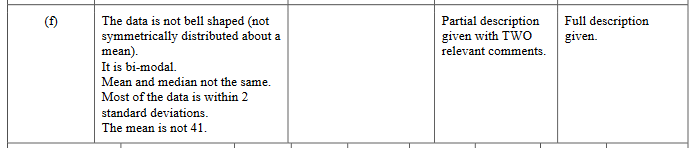 (f)
The data is not bell shaped (not
symmetrically distributed about a
mean).
It is bi-modal.
Mean and median not the same.
Most of the data is within 2
standard deviations.
The mean is not 41.
Partial description
given with TWO
relevant comments.
Full description
given.